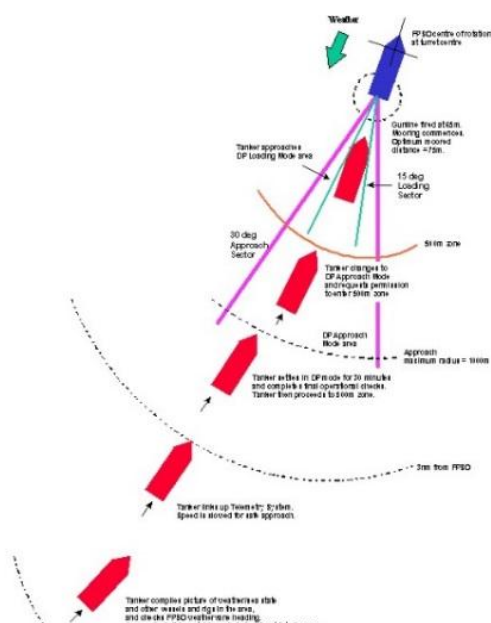 Weather
FPSO centre of rotation
at turret centre
Gunline fired at 85m.
Mooring commences.
Optimum moored
distance = 75m.
Tanker approaches
DP Loading Mode area
15 deg
Loading
Sector
30 deg
Approach
Sector
500m zone
Tanker changes to
DP Approach Mode
and requests permission
to enter 500m zone
DP Approach
Mode area
Approach
maximum radius = 1000m
Tanker settles in DP mode for 30 minutes
and completes final operational checks.
Tanker then proceeds to 500m zone.
3nm from FPSO
Tanker links up Telemetry System.
Speed is slowed for safe approach.
Tanker compiles picture of weather/sea state
and other vessels and rigs in the area,
and checks FPSO weathervane heading.